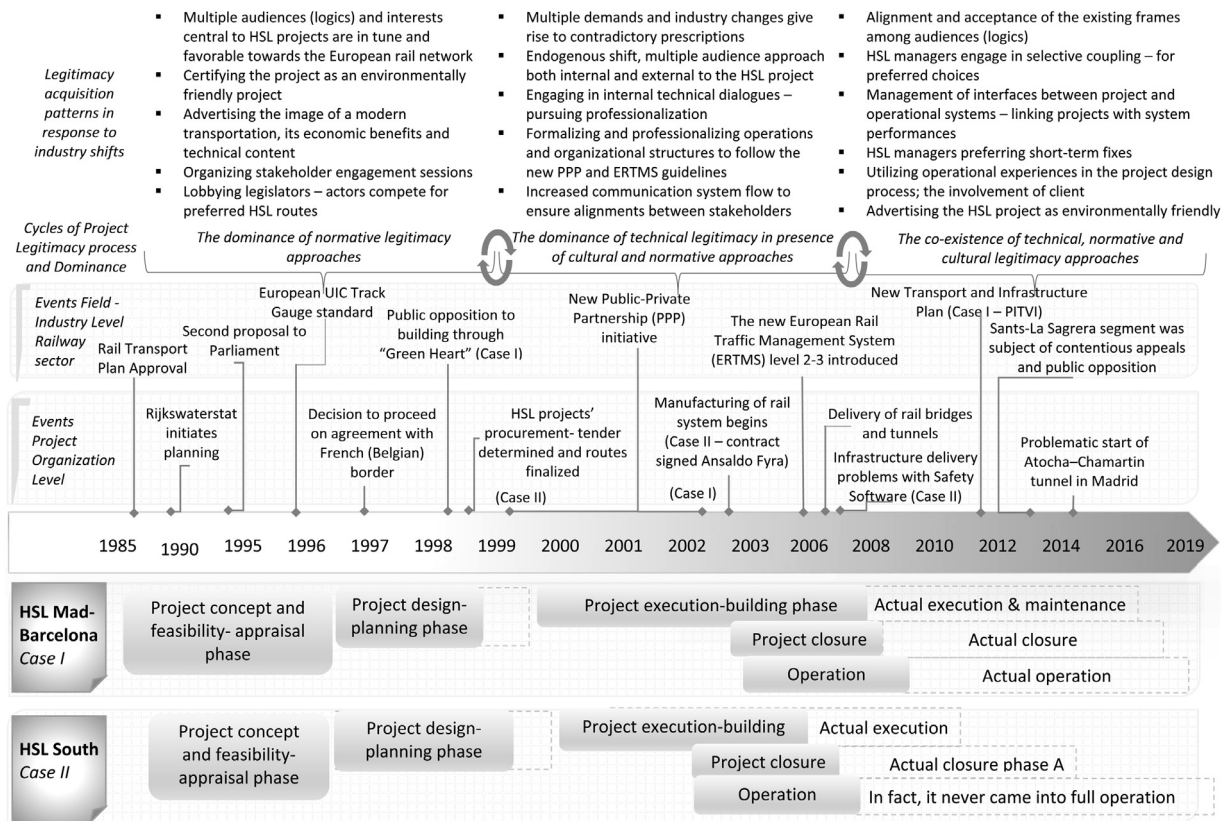 Legitimacy
acquisition
patterns in
response to
industry shifts
▪ Multiple audiences (logics) and interests
central to HSL projects are in tune and
favorable towards the European rail network
▪ Certifying the project as an environmentally
friendly project
▪ Advertising the image of a modern
transportation, its economic benefits and
technical content
▪ Organizing stakeholder engagement sessions
▪ Lobbying legislators – actors compete for
preferred HSL routes
▪ Multiple demands and industry changes give
rise to contradictory prescriptions
▪ Endogenous shift, multiple audience approach
both internal and external to the HSL project
▪ Engaging in internal technical dialogues –
pursuing professionalization
▪ Formalizing and professionalizing operations
and organizational structures to follow the
new PPP and ERTMS guidelines
▪ Increased communication system flow to
ensure alignments between stakeholders
▪ Alignment and acceptance of the existing frames
among audiences (logics)
▪ HSL managers engage in selective coupling – for
preferred choices
▪ Management of interfaces between project and
operational systems – linking projects with system
performances
▪ HSL managers preferring short-term fixes
▪ Utilizing operational experiences in the project design
process; the involvement of client
▪ Advertising the HSL project as environmentally friendly
Cycles of Project
Legitimacy process
and Dominance
The dominance of normative legitimacy
approaches
The dominance of technical legitimacy in presence
of cultural and normative approaches
The co-existence of technical, normative and
cultural legitimacy approaches
Events Field -
Industry Level
Railway
sector
Rail Transport
Plan Approval
Second proposal to
Parliament
European UIC Track
Gauge standard
Public opposition to
building through
“Green Heart” (Case I)
New Public-Private
Partnership (PPP)
initiative
The new European Rail
Traffic Management System
(ERTMS) level 2-3 introduced
New Transport and Infrastructure
Plan (Case I – PITVI)
Sants-La Sagrera segment was
subject of contentious appeals
and public opposition
Events
Project
Organization
Level
Rijkswaterstat
initiates
planning
Decision to proceed
on agreement with
French (Belgian)
border
HSL projects’
procurement- tender
determined and routes
finalized
(Case II)
Manufacturing of rail
system begins
(Case II – contract
signed Ansaldo Fyra)
(Case I)
Delivery of rail bridges
and tunnels
Infrastructure delivery
problems with Safety
Software (Case II)
Problematic start of
Atocha–Chamartin
tunnel in Madrid
1985 1990 1995 1996 1997 1998 1999 2000 2001 2002 2003 2006 2008 2010 2012 2014 2016 2019
HSL Mad-
Barcelona
Case I
Project concept and
feasibility- appraisal
phase
Project design-
planning phase
Project execution-building phase
Actual execution & maintenance
Project closure
Actual closure
Operation
Actual operation
HSL South
Case II
Project concept
and feasibility-
appraisal phase
Project design-
planning phase
Project execution-building
Actual execution
Project closure
Actual closure phase A
Operation
In fact, it never came into full operation